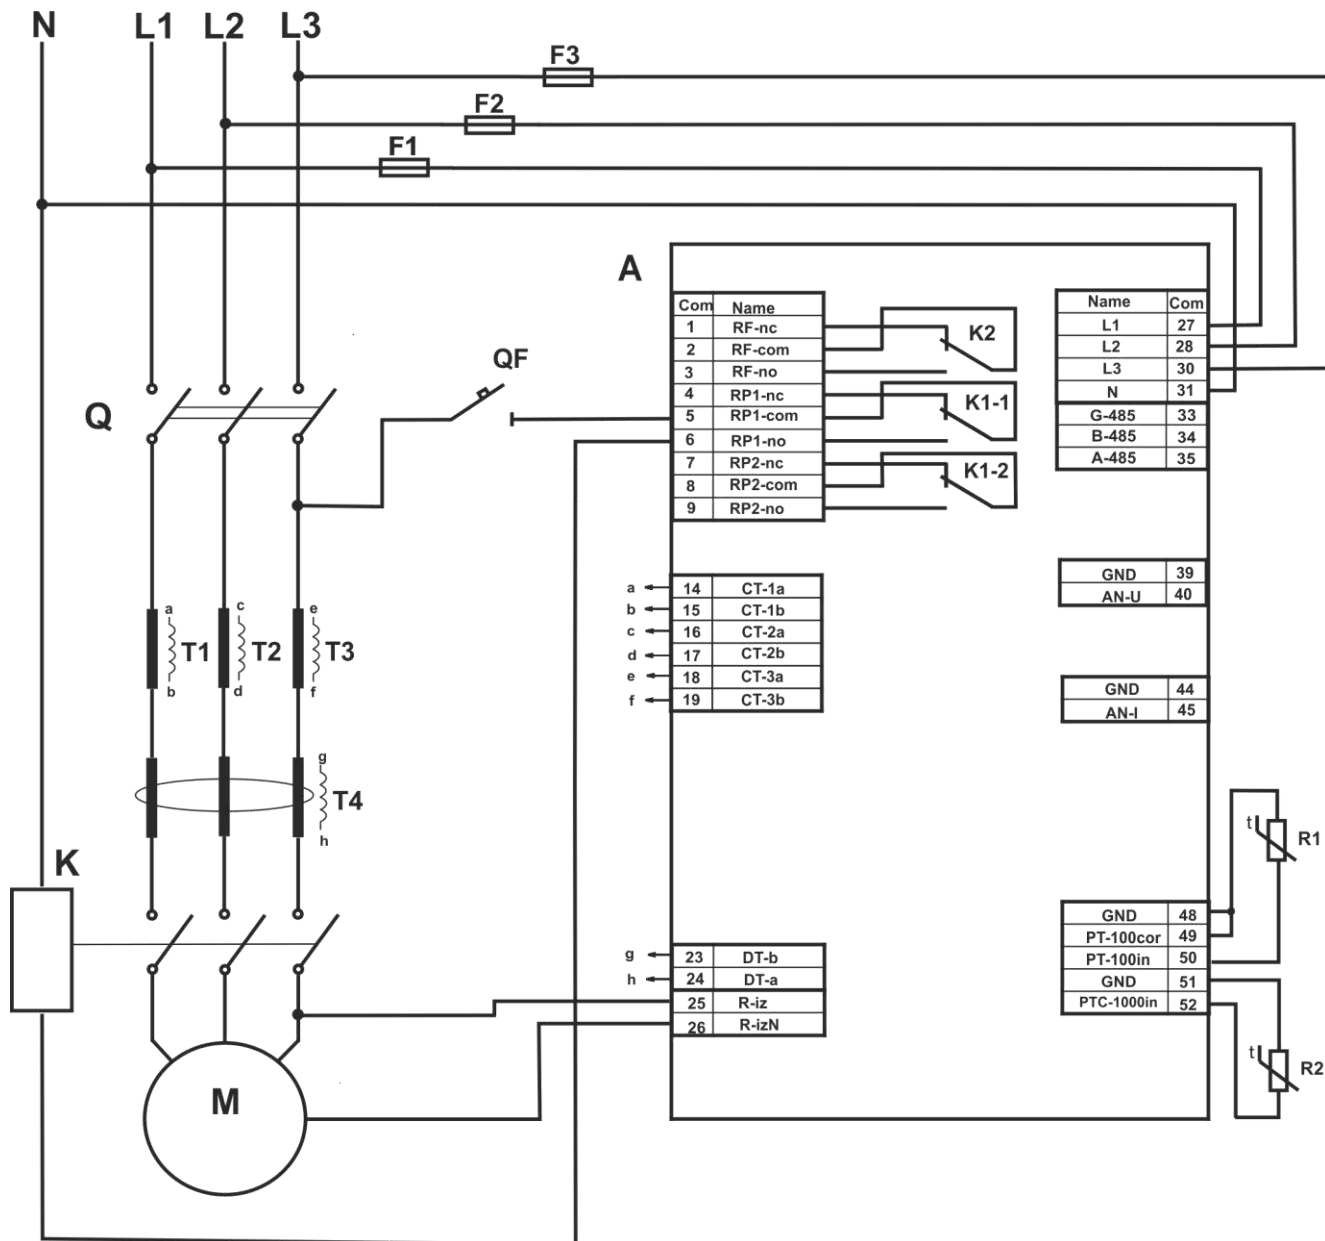 N L1 L2 L3
F3
F2
F1
A
Com Name
1 RF-nc
2 RF-com
3 RF-no
4 RP1-nc
5 RP1-com
6 RP1-no
7 RP2-nc
8 RP2-com
9 RP2-no
K2
K1-1
K1-2
Name Com
L1 27
L2 28
L3 30
N 31
G-485 33
B-485 34
A-485 35
QF
Q
GND 39
AN-U 40
a 14 CT-1a
b 15 CT-1b
c 16 CT-2a
d 17 CT-2b
e 18 CT-3a
f 19 CT-3b
a c e
T1 T2 T3
b d f
GND 44
AN-I 45
g
T4
h
t R1
K
GND 48
PT-100cor 49
PT-100in 50
GND 51
PTC-1000in 52
g 23 DT-b
h 24 DT-a
25 R-iz
26 R-izN
t R2
M